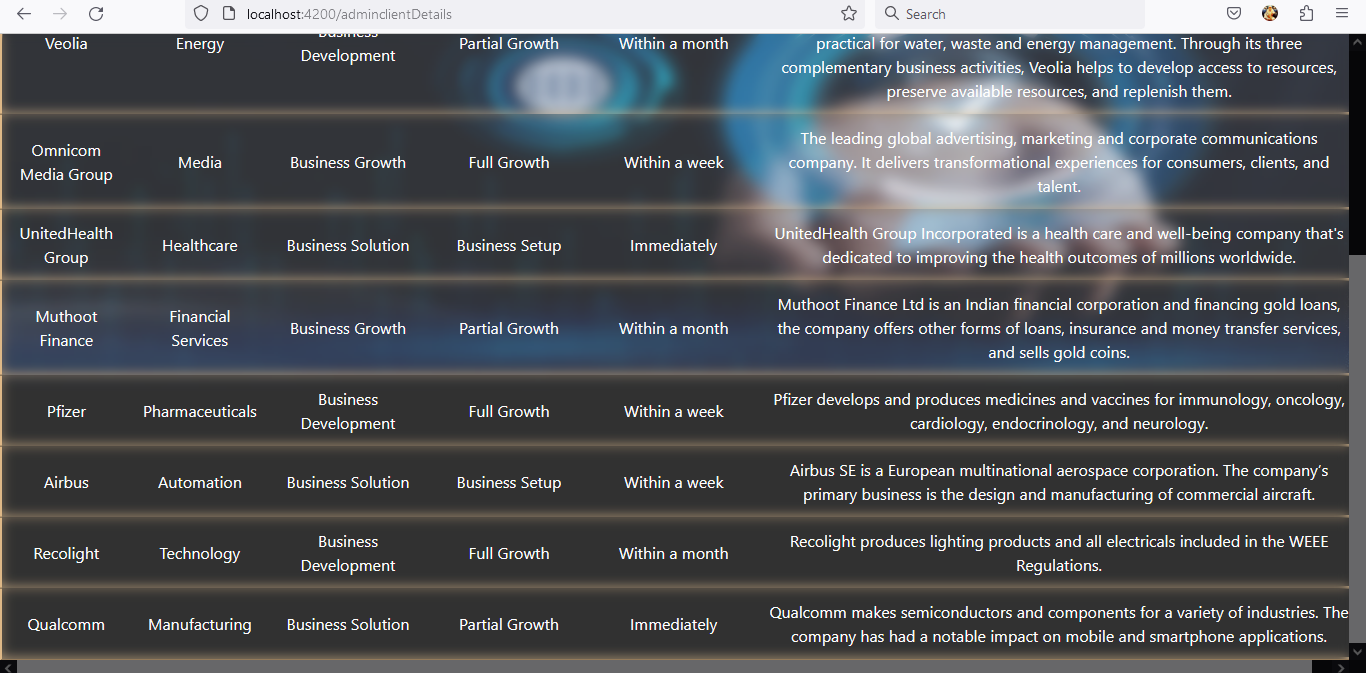 localhost:4200/adminclientDetails
Search
Veolia
Energy
Business
Development
Partial Growth
Within a month
practical for water, waste and energy management. Through its three
complementary business activities, Veolia helps to develop access to resources,
preserve available resources, and replenish them.
Omnicom
Media Group
Media
Business Growth
Full Growth
Within a week
The leading global advertising, marketing and corporate communications
company. It delivers transformational experiences for consumers, clients, and
talent.
UnitedHealth
Group
Healthcare
Business Solution
Business Setup
Immediately
UnitedHealth Group Incorporated is a health care and well-being company that's
dedicated to improving the health outcomes of millions worldwide.
Muthoot
Finance
Financial
Services
Business Growth
Partial Growth
Within a month
Muthoot Finance Ltd is an Indian financial corporation and financing gold loans,
the company offers other forms of loans, insurance and money transfer services,
and sells gold coins.
Pfizer
Pharmaceuticals
Business
Development
Full Growth
Within a week
Pfizer develops and produces medicines and vaccines for immunology, oncology,
cardiology, endocrinology, and neurology.
Airbus
Automation
Business Solution
Business Setup
Within a week
Airbus SE is a European multinational aerospace corporation. The company’s
primary business is the design and manufacturing of commercial aircraft.
Recolight
Technology
Business
Development
Full Growth
Within a month
Recolight produces lighting products and all electricals included in the WEEE
Regulations.
Qualcomm
Manufacturing
Business Solution
Partial Growth
Immediately
Qualcomm makes semiconductors and components for a variety of industries. The
company has had a notable impact on mobile and smartphone applications.